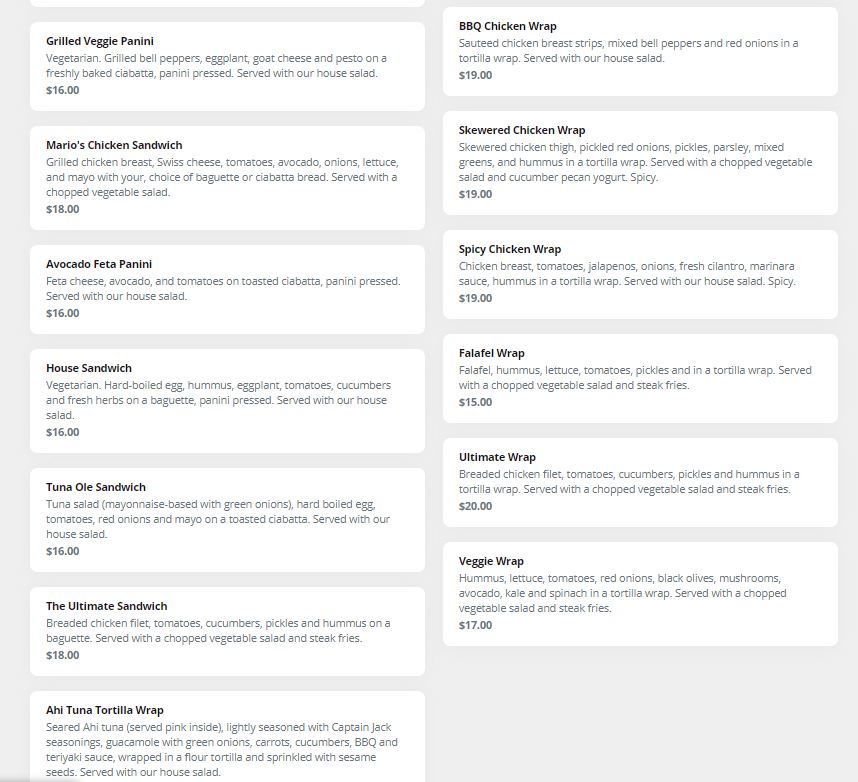 Grilled Veggie Panini
Vegetarian. Grilled bell peppers, eggplant, goat cheese and pesto on a
freshly baked ciabatta, panini pressed. Served with our house salad.
$16.00
Mario's Chicken Sandwich
Grilled chicken breast, Swiss cheese, tomatoes, avocado, onions, lettuce,
and mayo with your, choice of baguette or ciabatta bread. Served with a
chopped vegetable salad.
$18.00
Avocado Feta Panini
Feta cheese, avocado, and tomatoes on toasted ciabatta, panini pressed.
Served with our house salad.
$16.00
House Sandwich
Vegetarian. Hard-boiled egg, hummus, eggplant, tomatoes, cucumbers
and fresh herbs on a baguette, panini pressed. Served with our house
salad.
$16.00
Tuna Ole Sandwich
Tuna salad (mayonnaise-based with green onions), hard boiled egg,
tomatoes, red onions and mayo on a toasted ciabatta. Served with our
house salad.
$16.00
The Ultimate Sandwich
Breaded chicken filet, tomatoes, cucumbers, pickles and hummus on a
baguette. Served with a chopped vegetable salad and steak fries.
$18.00
Ahi Tuna Tortilla Wrap
Seared Ahi tuna (served pink inside), lightly seasoned with Captain Jack
seasonings, guacamole with green onions, carrots, cucumbers, BBQ and
teriyaki sauce, wrapped in a flour tortilla and sprinkled with sesame
seeds. Served with our house salad.
BBQ Chicken Wrap
Sauteed chicken breast strips, mixed bell peppers and red onions in a
tortilla wrap. Served with our house salad.
$19.00
Skewered Chicken Wrap
Skewered chicken thigh, pickled red onions, pickles, parsley, mixed
greens, and hummus in a tortilla wrap. Served with a chopped vegetable
salad and cucumber pecan yogurt. Spicy.
$19.00
Spicy Chicken Wrap
Chicken breast, tomatoes, jalapenos, onions, fresh cilantro, marinara
sauce, hummus in a tortilla wrap. Served with our house salad. Spicy.
$19.00
Falafel Wrap
Falafel, hummus, lettuce, tomatoes, pickles and in a tortilla wrap. Served
with a chopped vegetable salad and steak fries.
$15.00
Ultimate Wrap
Breaded chicken filet, tomatoes, cucumbers, pickles and hummus in a
tortilla wrap. Served with a chopped vegetable salad and steak fries.
$20.00
Veggie Wrap
Hummus, lettuce, tomatoes, red onions, black olives, mushrooms,
avocado, kale and spinach in a tortilla wrap. Served with a chopped
vegetable salad and steak fries.
$17.00